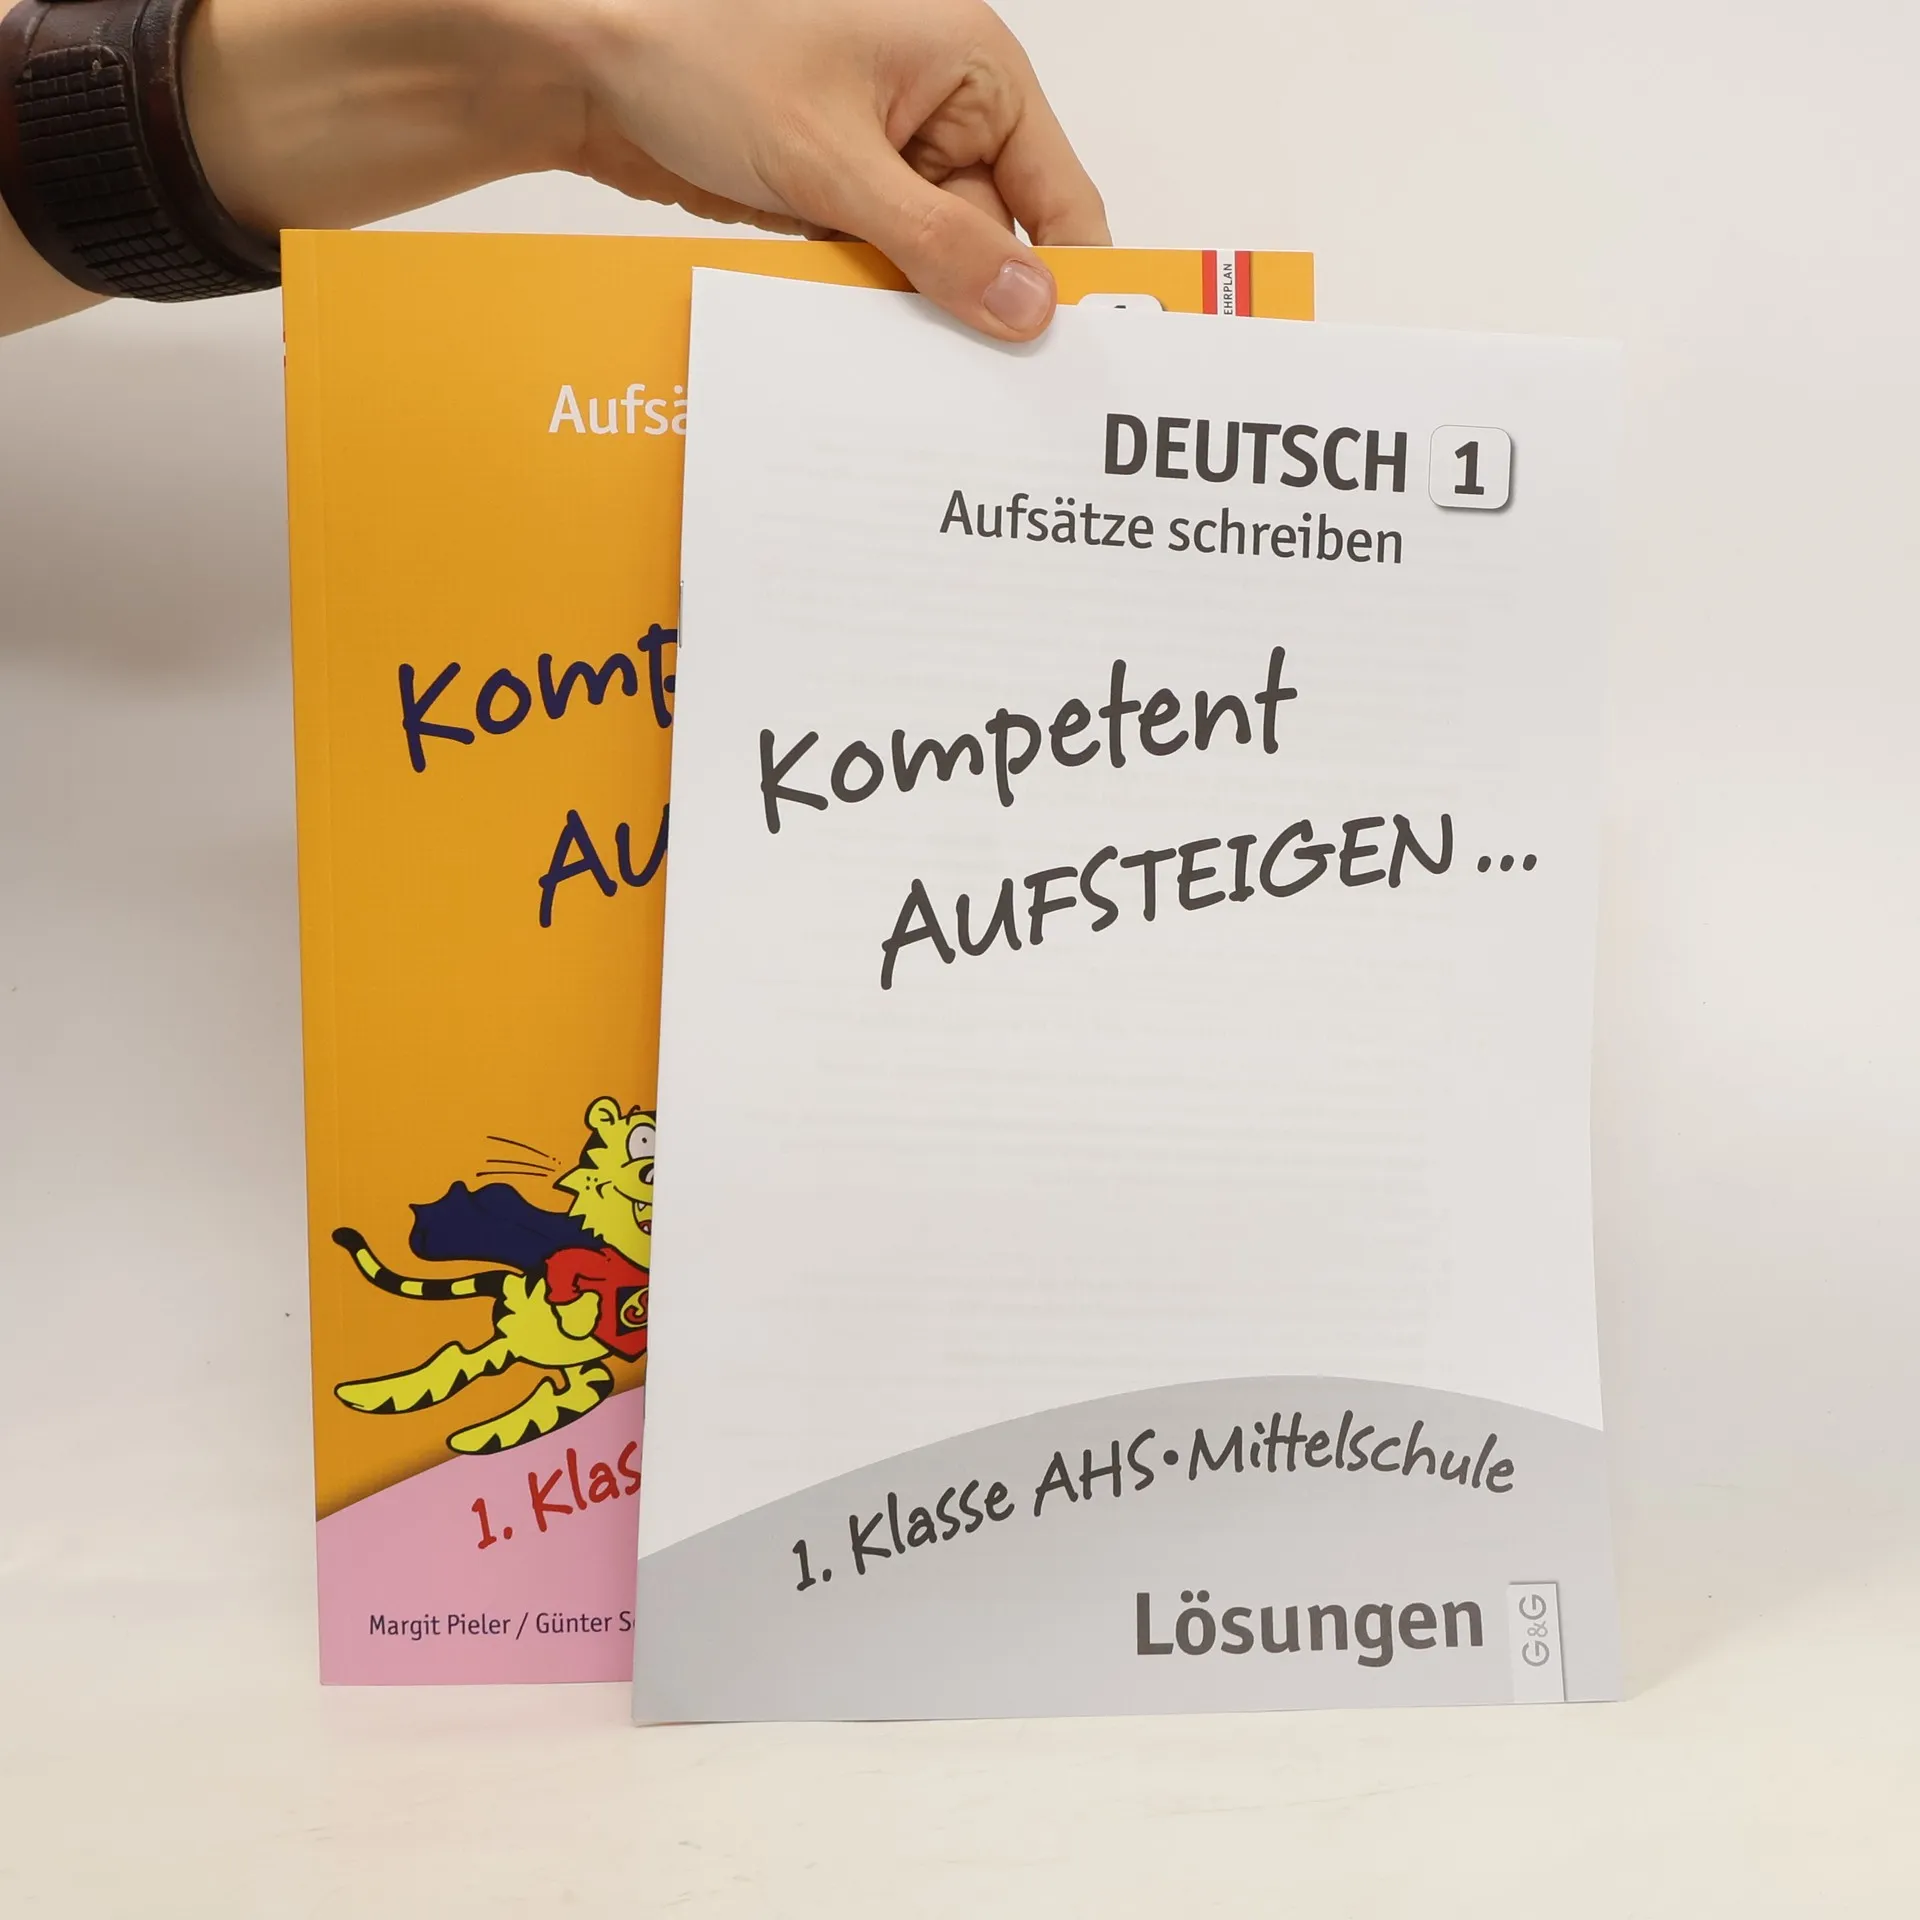 EHRPLAN
Aufsä
Komp
AU
1. Klas
Margit Pieler / Günter S
DEUTSCH 1
Aufsätze schreiben
Kompetent
AUFSTEIGEN...
1. Klasse AHS•Mittelschule
Lösungen
G&G